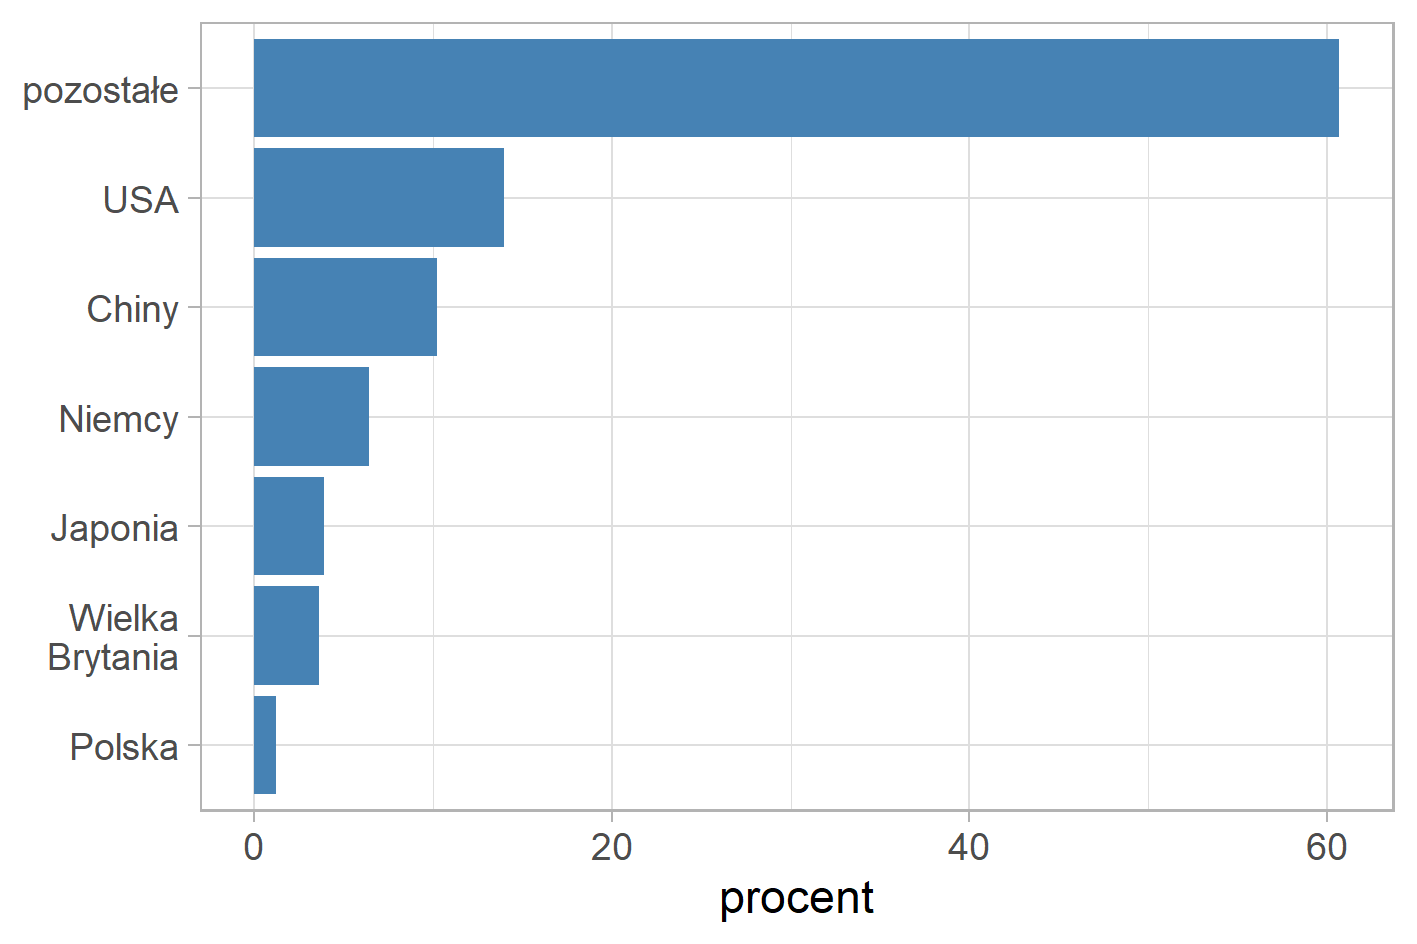 pozostałe
USA
Chiny
Niemcy
Japonia
Wielka
Brytania
Polska
0 20 40 60
procent